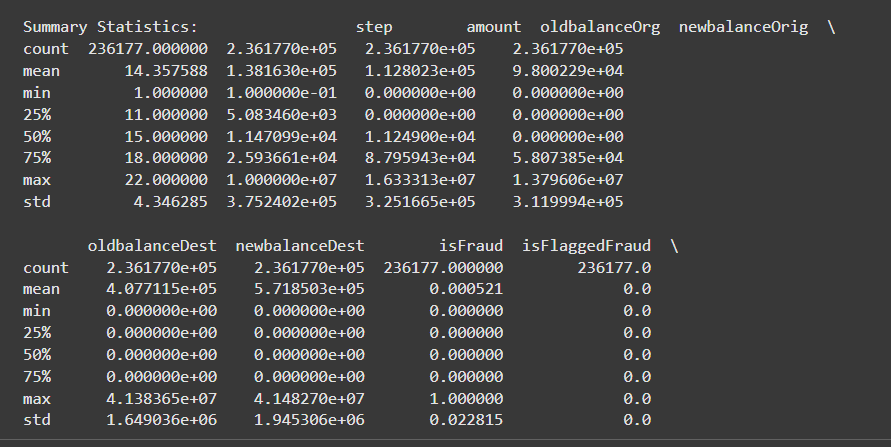 Summary Statistics:                 step         amount  oldbalanceOrg  newbalanceOrig  \
count  236177.000000  2.361770e+05   2.361770e+05    2.361770e+05
mean       14.357588  1.381630e+05   1.128023e+05    9.800229e+04
min         1.000000  1.000000e-01   0.000000e+00    0.000000e+00
25%        11.000000  5.083460e+03   0.000000e+00    0.000000e+00
50%        15.000000  1.147099e+04   1.124900e+04    0.000000e+00
75%        18.000000  2.593661e+04   8.795943e+04    5.807385e+04
max        22.000000  1.000000e+07   1.633313e+07    1.379606e+07
std         4.346285  3.752402e+05   3.251665e+05    3.119994e+05
       oldbalanceDest  newbalanceDest        isFraud  isFlaggedFraud  \
count    2.361770e+05    2.361770e+05  236177.000000        236177.0
mean     4.077115e+05    5.718503e+05       0.000521             0.0
min      0.000000e+00    0.000000e+00       0.000000             0.0
25%      0.000000e+00    0.000000e+00       0.000000             0.0
50%      0.000000e+00    0.000000e+00       0.000000             0.0
75%      0.000000e+00    0.000000e+00       0.000000             0.0
max      4.138365e+07    4.148270e+07       1.000000             0.0
std      1.649036e+06    1.945306e+06       0.022815             0.0